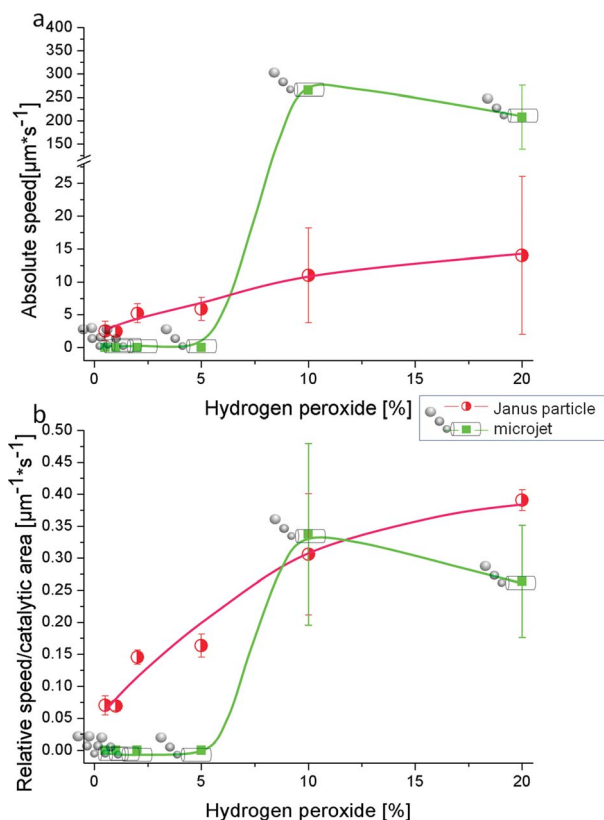 a
400
350
300
250
200
150
25
20
15
10
5
0
Absolute speed[µm*s⁻¹]
0 5 10 15 20
Hydrogen peroxide [%]
Janus particle
microjet
b
0.50
0.45
0.40
0.35
0.30
0.25
0.20
0.15
0.10
0.05
0.00
Relative speed/catalytic area [µm⁻¹*s⁻¹]
0 5 10 15 20
Hydrogen peroxide [%]